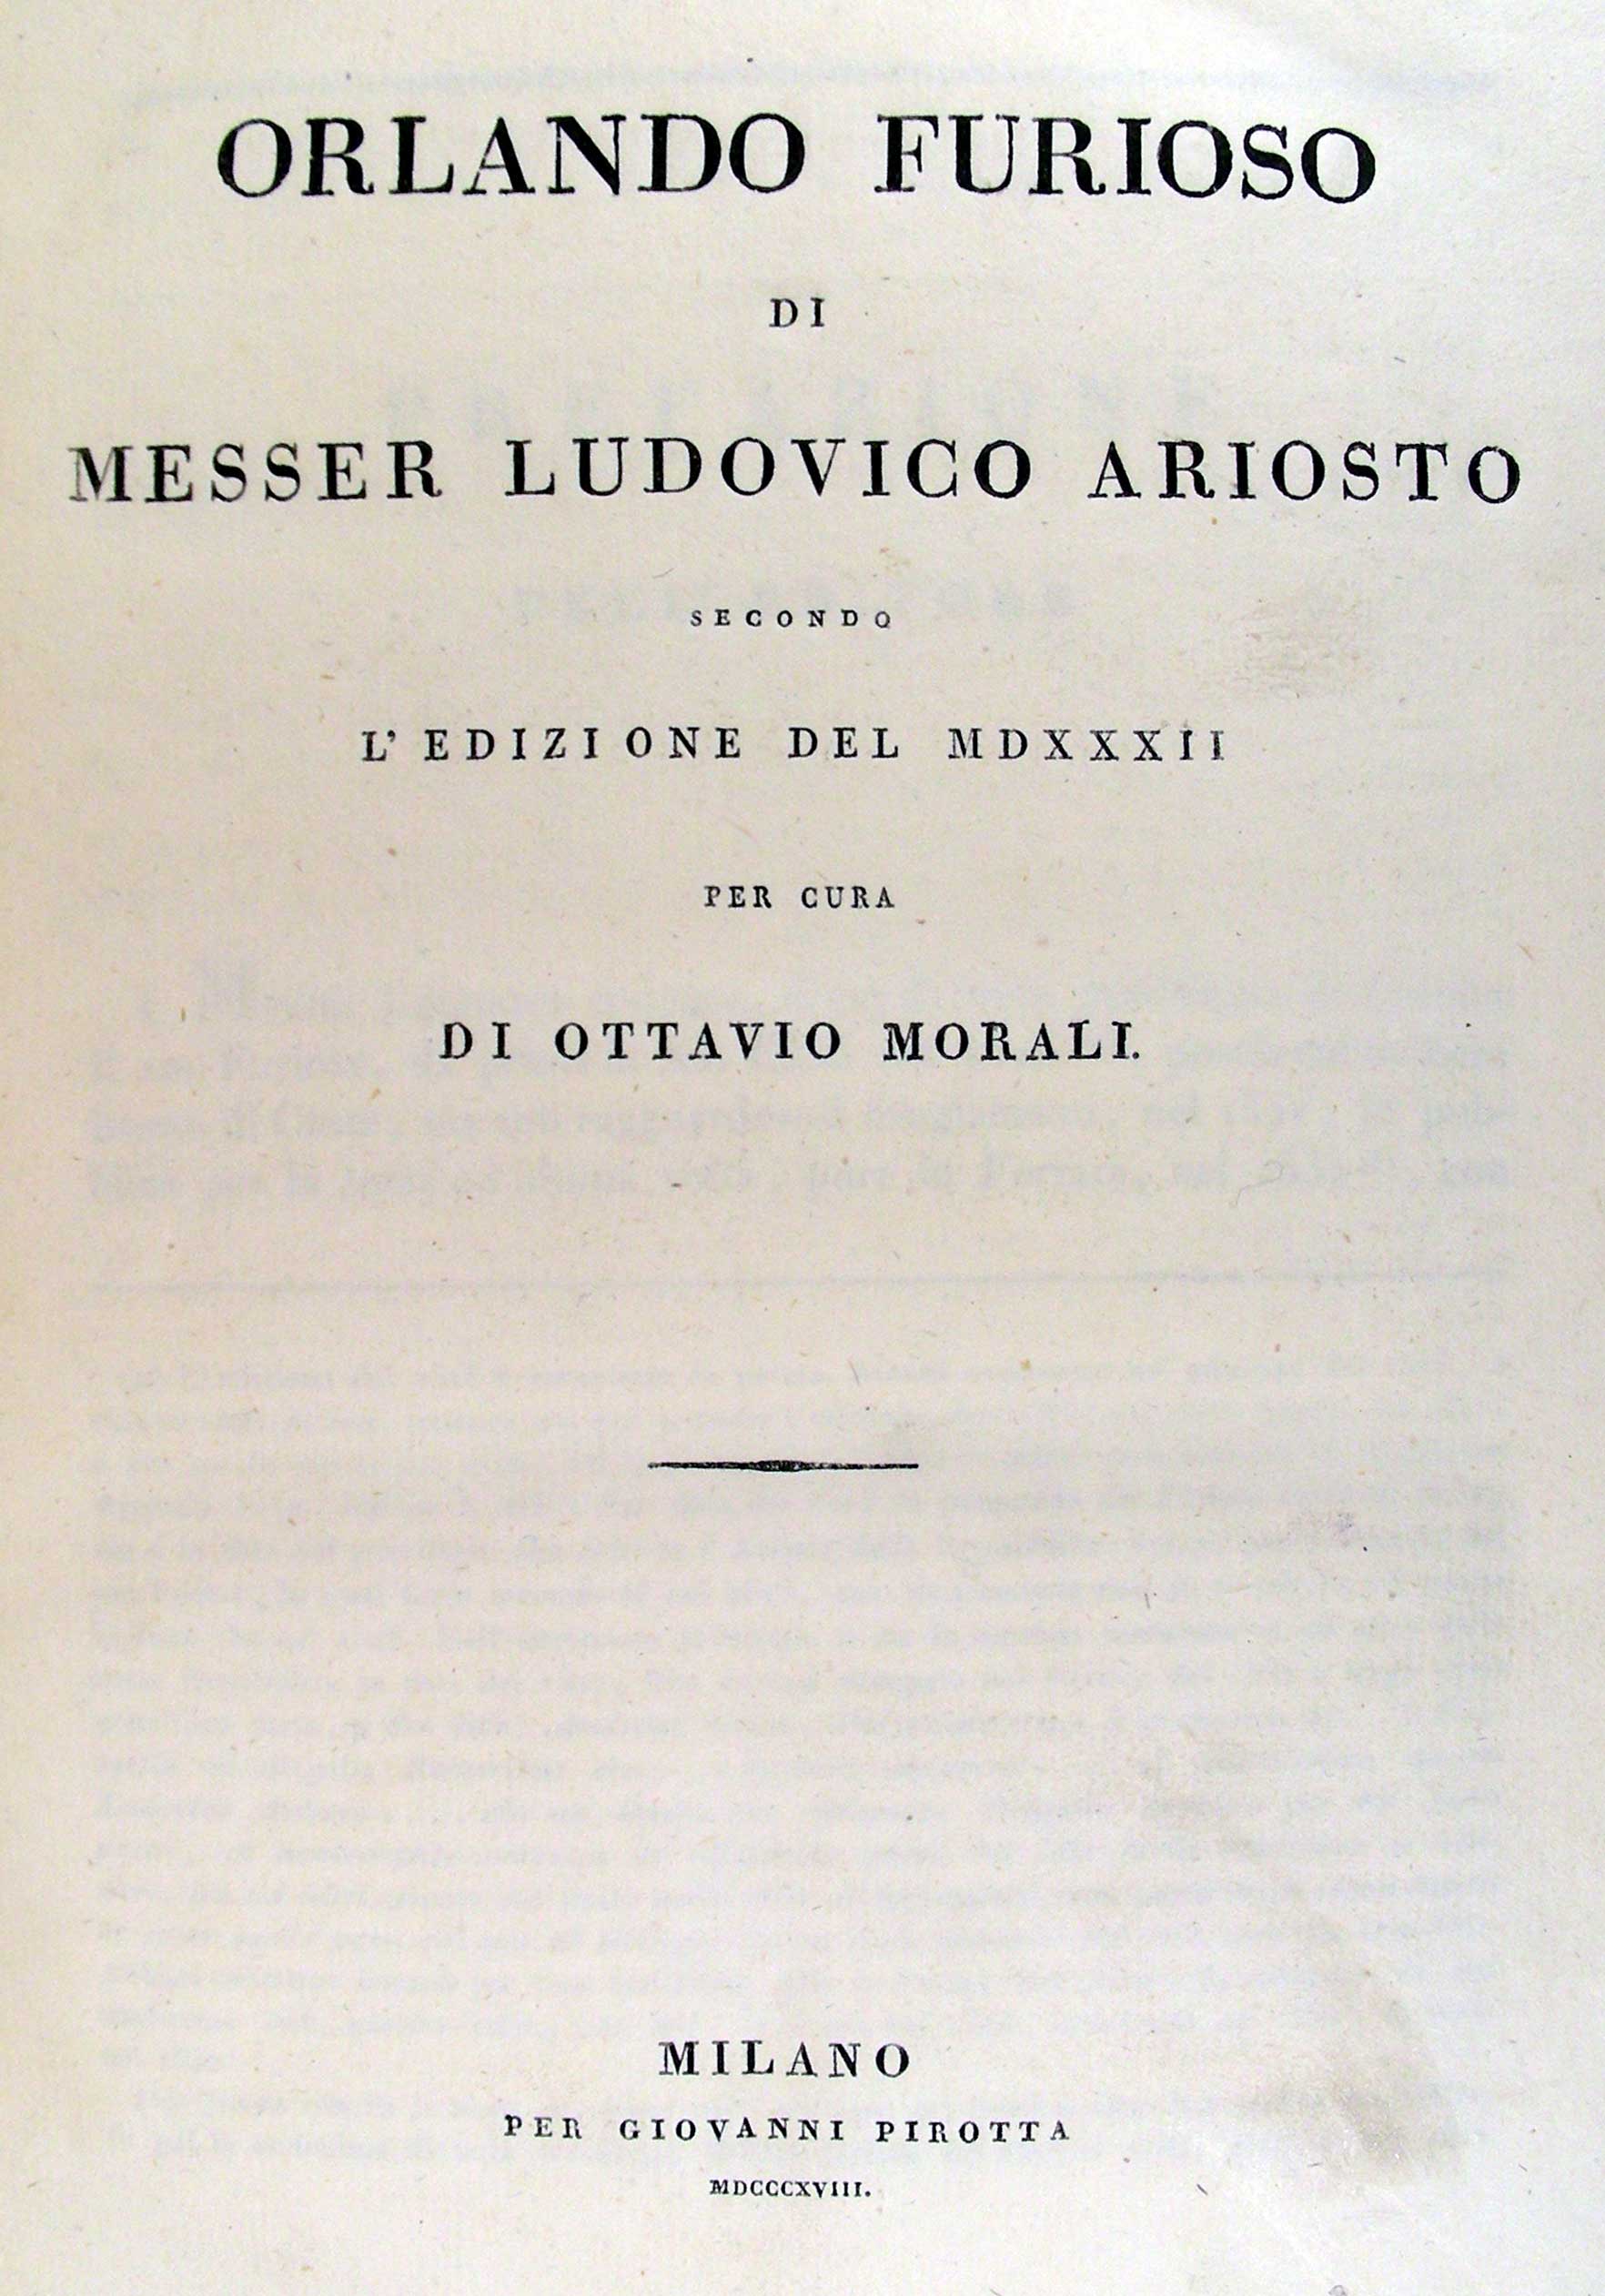 ORLANDO FURIOSO
DI
MESSER LUDOVICO ARIOSTO
SECONDO
L' EDIZIONE DEL MDXXXII
PER CURA
DI OTTAVIO MORALI.
MILANO
PER GIOVANNI PIROTTA
MDCCCXVIII.